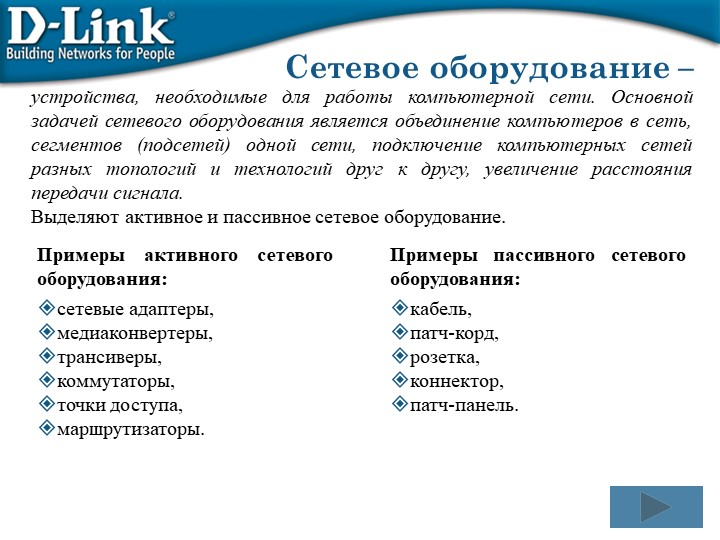 D-Link
Building Networks for People
Сетевое оборудование –
устройства, необходимые для работы компьютерной сети. Основной
задачей сетевого оборудования является объединение компьютеров в сеть,
сегментов (подсетей) одной сети, подключение компьютерных сетей
разных топологий и технологий друг к другу, увеличение расстояния
передачи сигнала.
Выделяют активное и пассивное сетевое оборудование.
Примеры активного сетевого
оборудования:
сетевые адаптеры,
медиаконвертеры,
трансиверы,
коммутаторы,
точки доступа,
маршрутизаторы.
Примеры пассивного сетевого
оборудования:
кабель,
патч-корд,
розетка,
коннектор,
патч-панель.